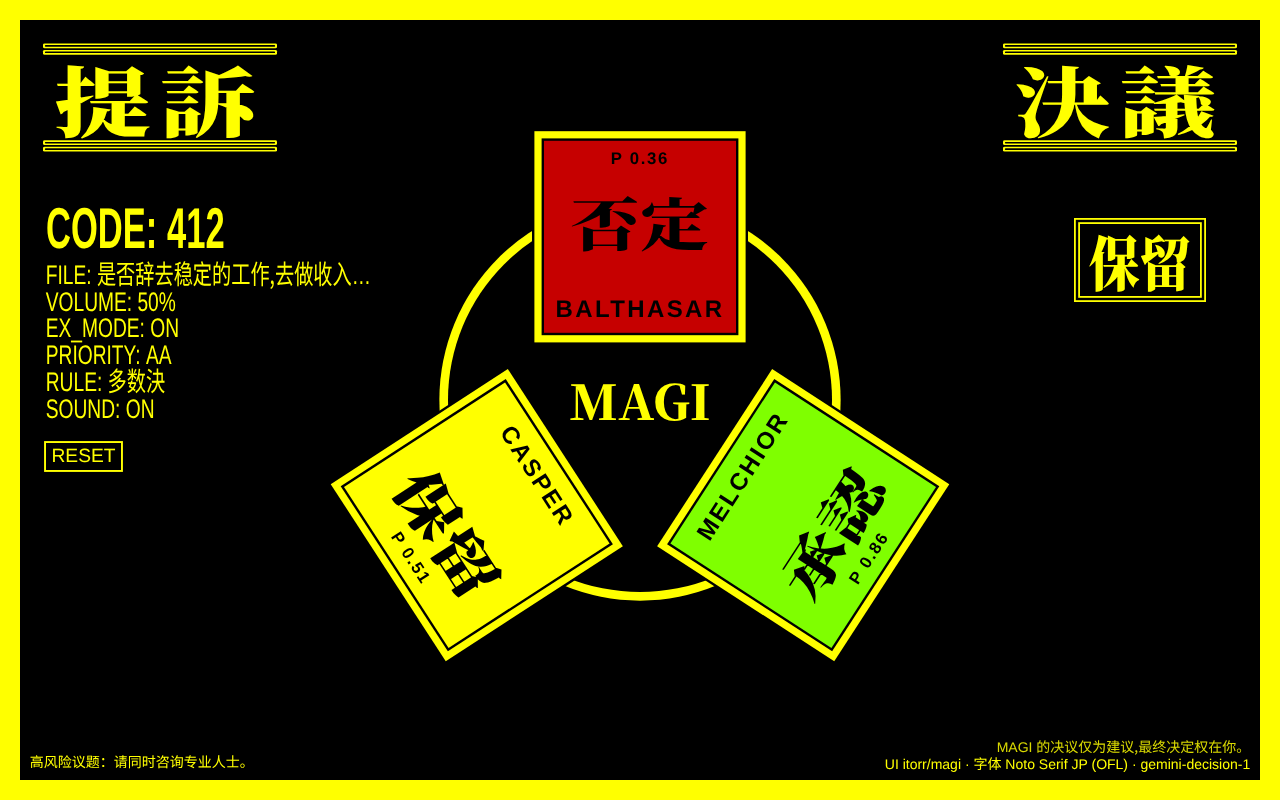 提訴
決議
CODE: 412
FILE: 是否辞去稳定的工作,去做收入…
VOLUME: 50%
EX_MODE: ON
PRIORITY: AA
RULE: 多数決
SOUND: ON
RESET
P 0.36
否定
BALTHASAR
保留
MAGI
CASPER
保留
P 0.51
MELCHIOR
承認
P 0.86
高风险议题：请同时咨询专业人士。
MAGI 的决议仅为建议,最终决定权在你。
UI itorr/magi · 字体 Noto Serif JP (OFL) · gemini-decision-1